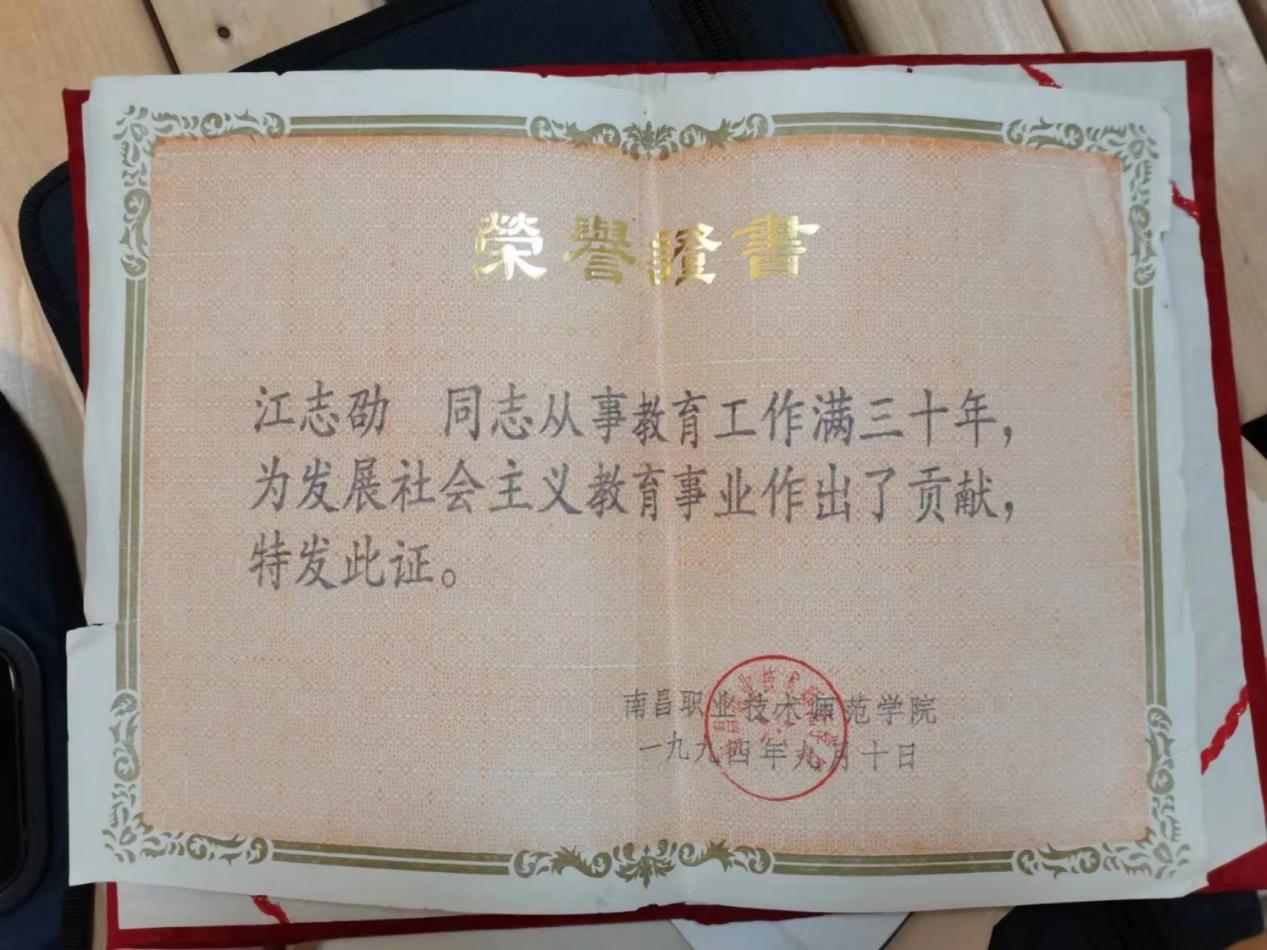 榮譽證書
江志劭 同志从事教育工作满三十年，
为发展社会主义教育事业作出了贡献，
特发此证。
南昌职业技术师范学院
一九九四年九月十日